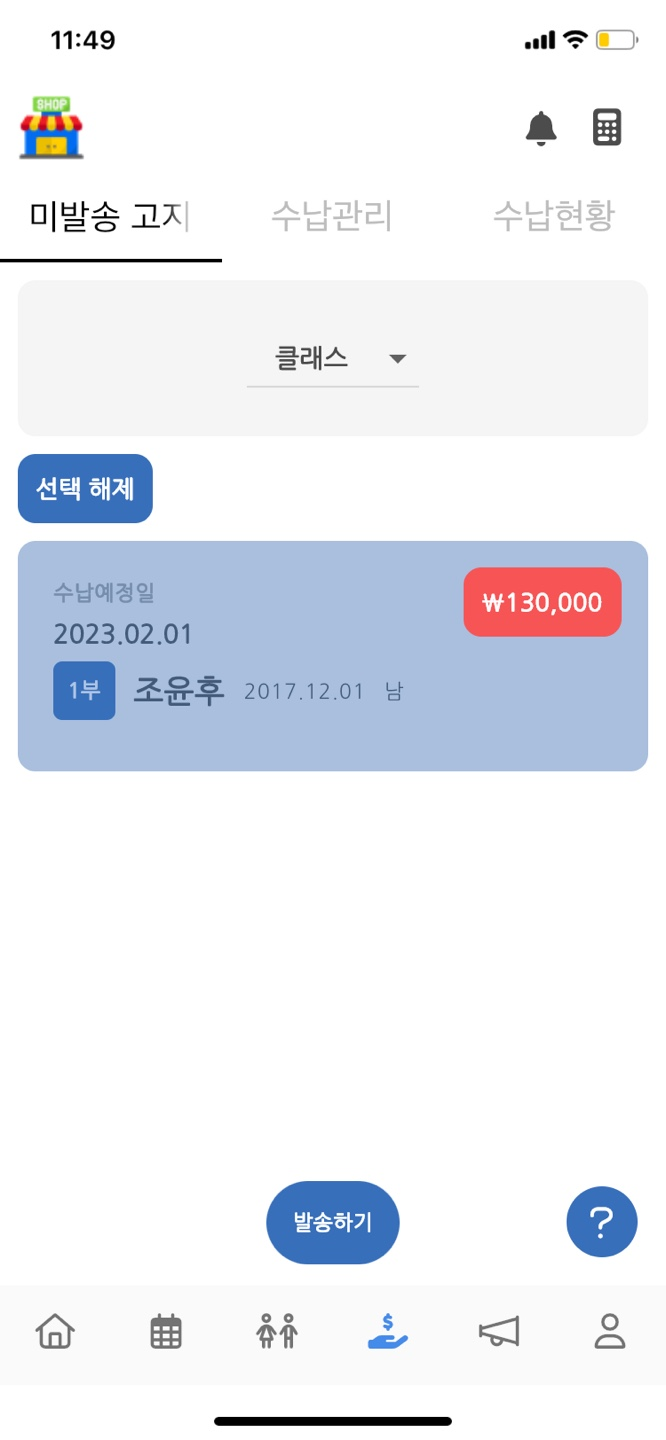 11:49
SHOP
미발송 고지
수납관리
수납현황
클래스
선택 해제
수납예정일
₩130,000
2023.02.01
1부 조윤후 2017.12.01 남
발송하기
?
$